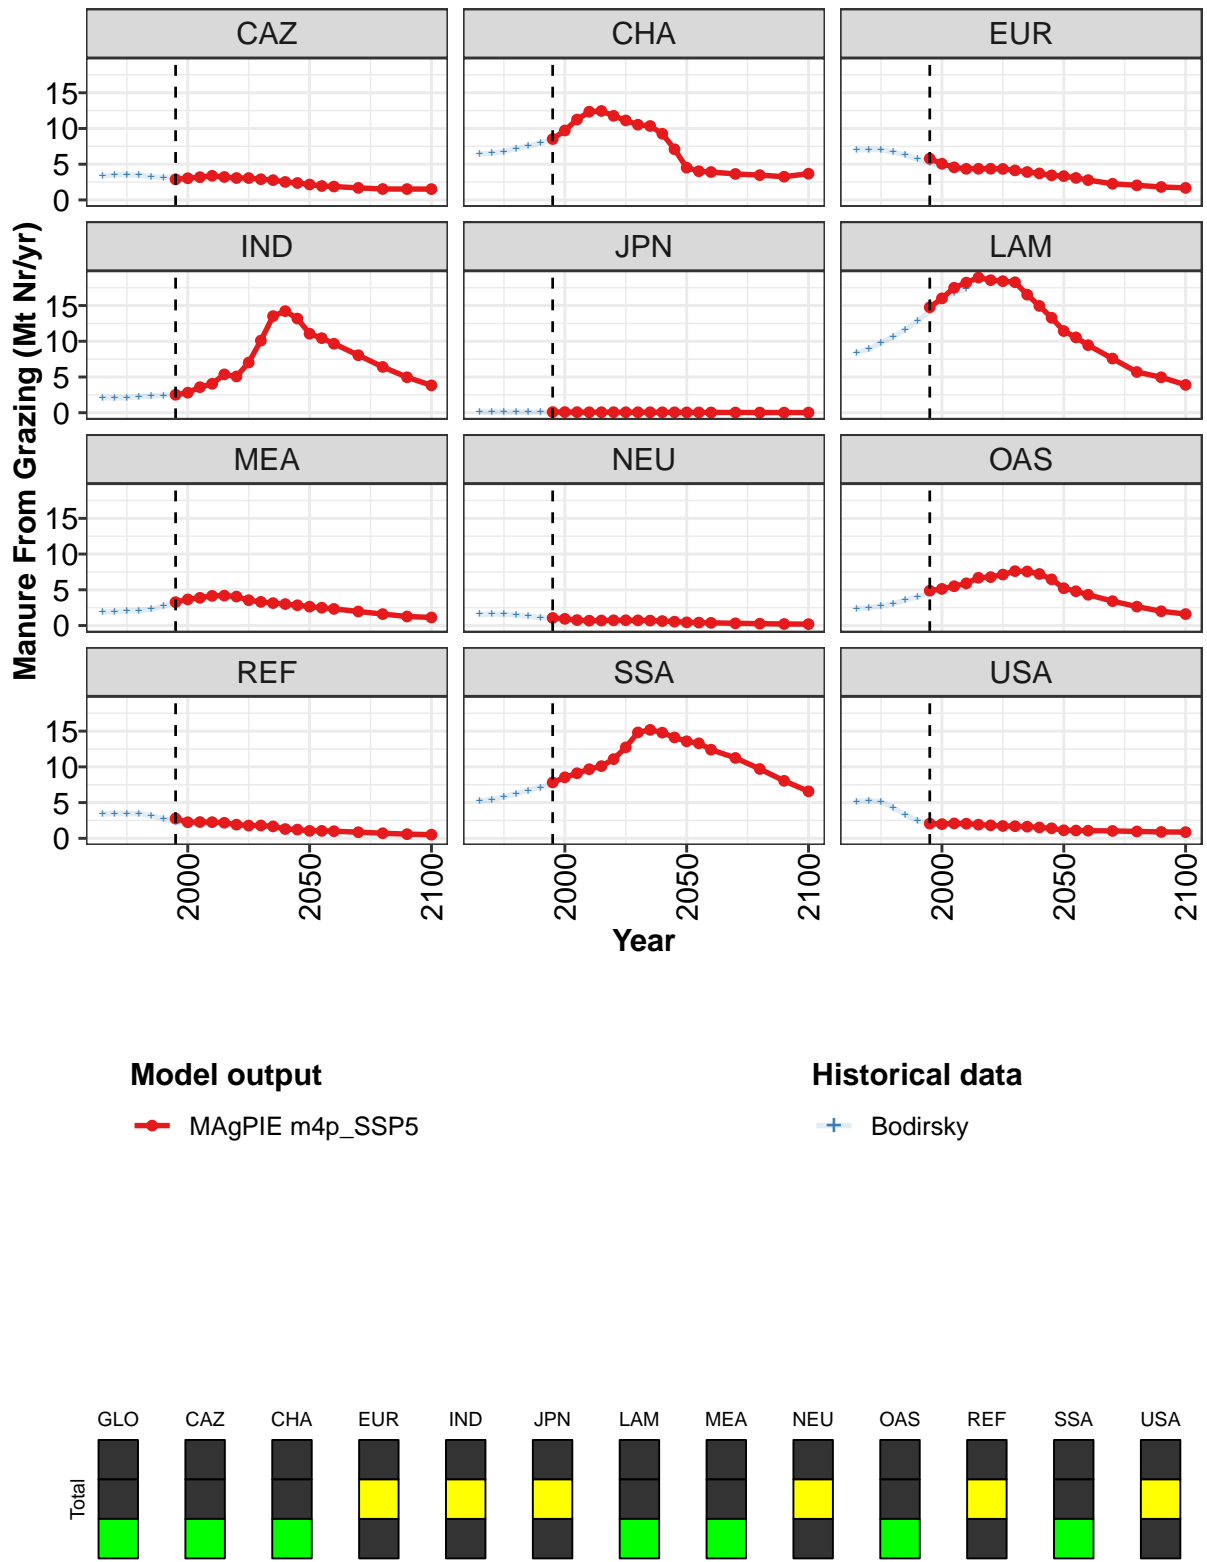 CAZ CHA EUR
15
10
5
0
IND JPN LAM
15
10
5
0
MEA NEU OAS
15
10
5
0
REF SSA USA
15
10
5
0
Manure From Grazing (Mt Nr/yr)
2000 2050 2100 2000 2050 2100 2000 2050 2100
Year
Model output Historical data
MAgPIE m4p_SSP5 Bodirsky
GLO CAZ CHA EUR IND JPN LAM MEA NEU OAS REF SSA USA
Total